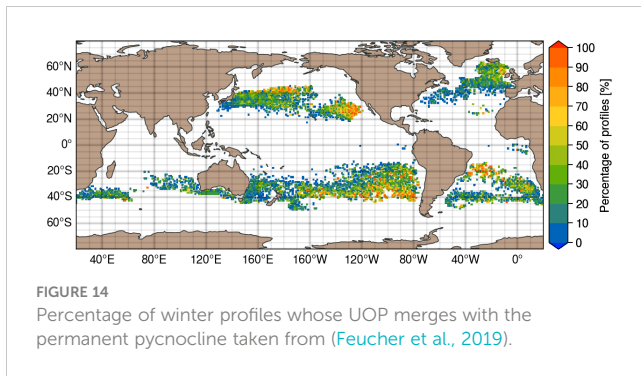 60°N
40°N
20°N
0°
20°S
40°S
60°S
40°E 80°E 120°E 160°E 160°W 120°W 80°W 40°W 0°
100
90
80
70
60
50
40
30
20
10
0
Percentage of profiles [%]
FIGURE 14
Percentage of winter profiles whose UOP merges with the
permanent pycnocline taken from (Feucher et al., 2019).